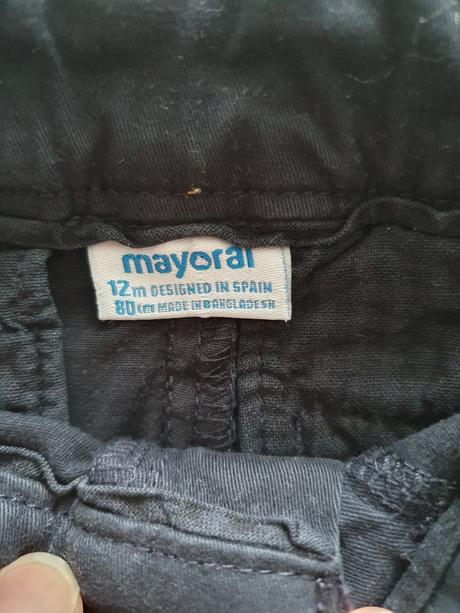 mayoral
12m DESIGNED IN SPAIN
80cm MADE IN BANGLADESH